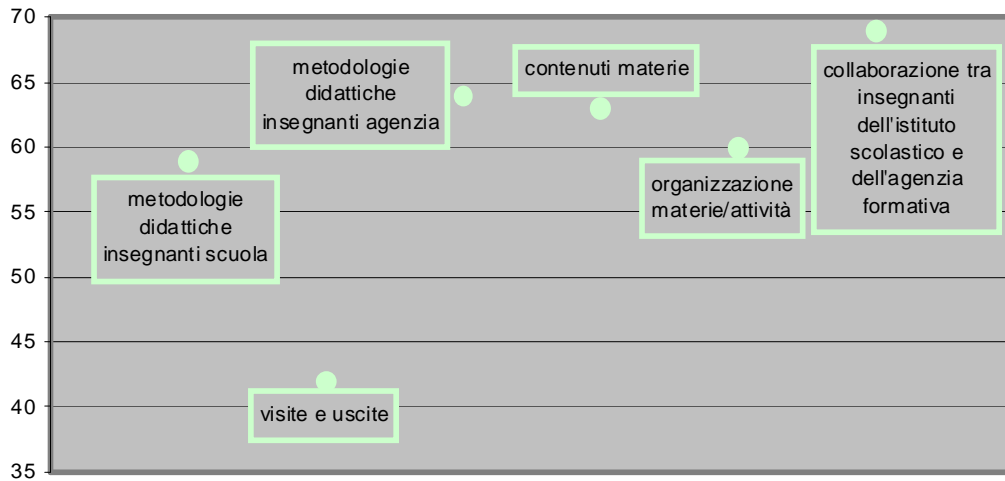 70
65
60
55
50
45
40
35
metodologie
didattiche
insegnanti scuola
visite e uscite
metodologie
didattiche
insegnanti agenzia
contenuti materie
organizzazione
materie/attività
collaborazione tra
insegnanti
dell'istituto
scolastico e
dell'agenzia
formativa